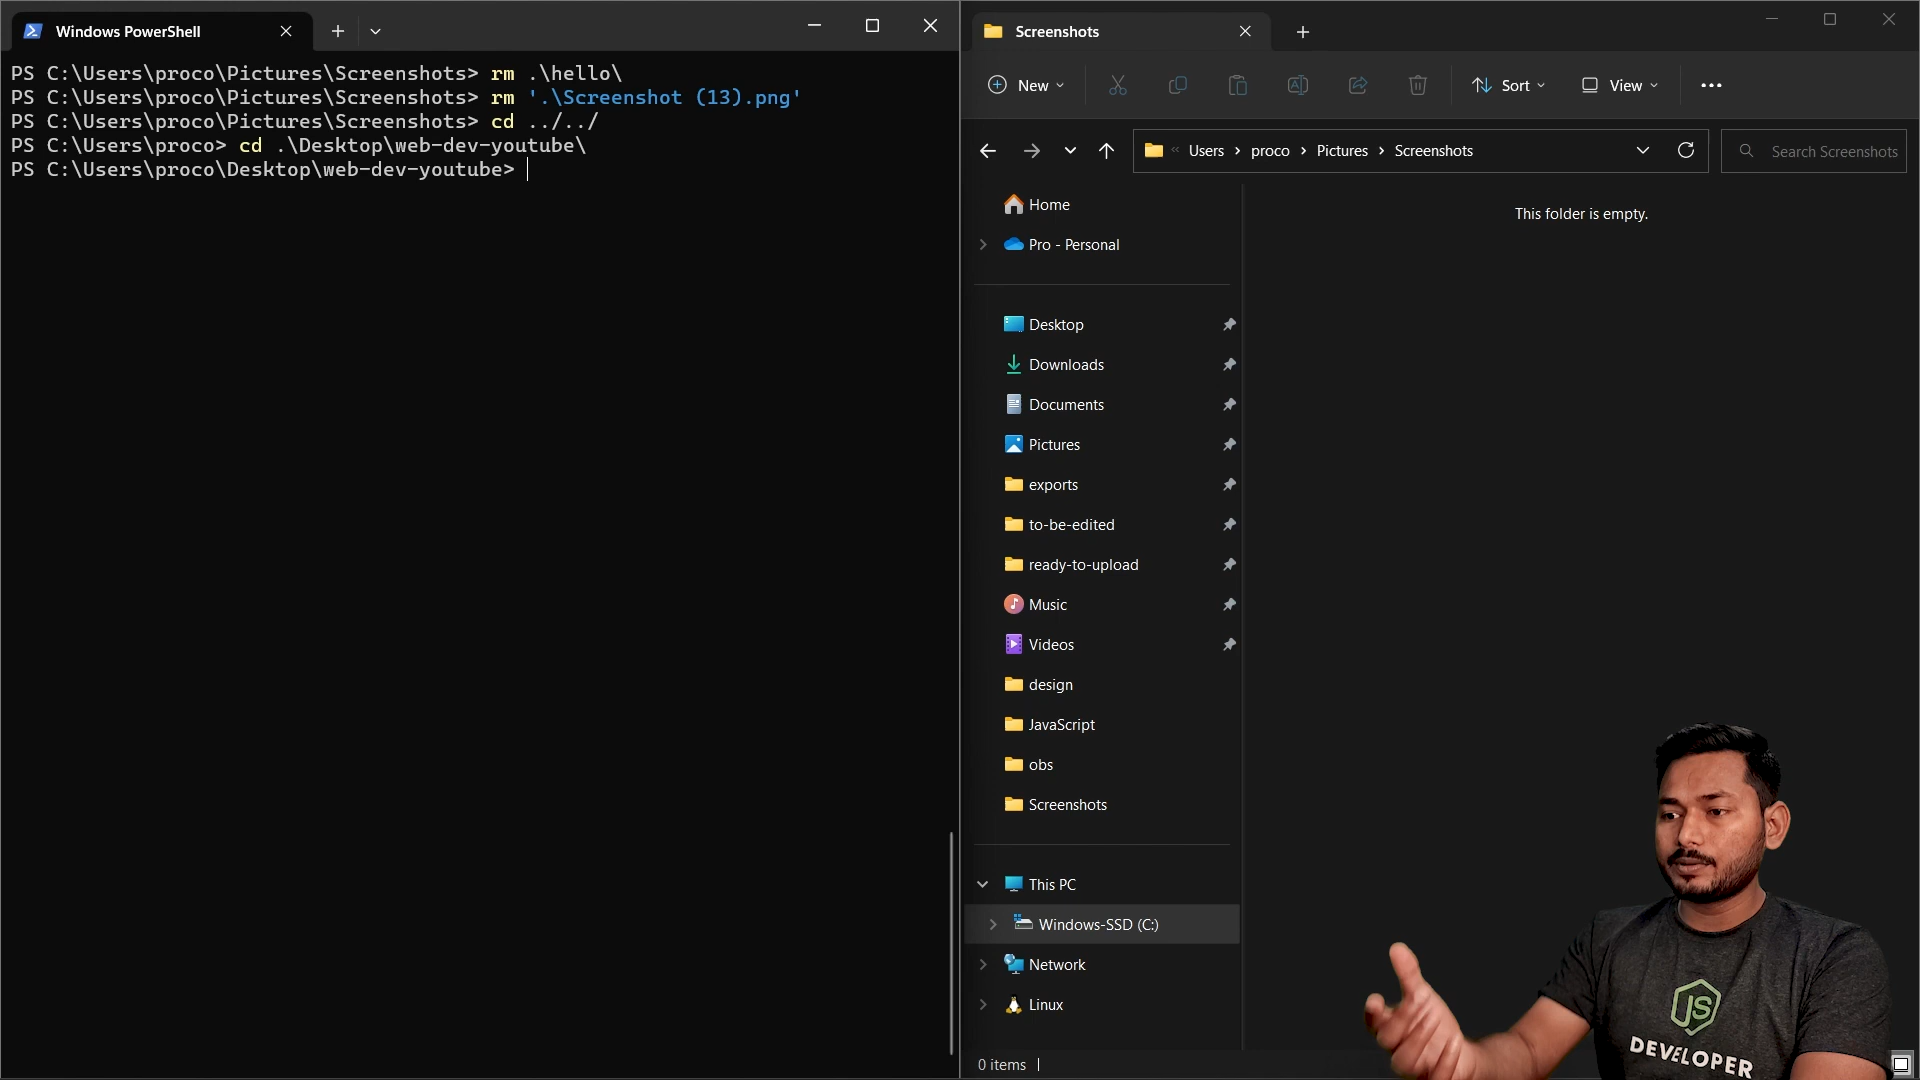 Windows PowerShell
PS C:\Users\proco\Pictures\Screenshots> rm .\hello\
PS C:\Users\proco\Pictures\Screenshots> rm '.\Screenshot (13).png'
PS C:\Users\proco\Pictures\Screenshots> cd ../../
PS C:\Users\proco> cd .\Desktop\web-dev-youtube\
PS C:\Users\proco\Desktop\web-dev-youtube>
Screenshots
New Sort View
Users > proco > Pictures > Screenshots
Search Screenshots
Home
Pro - Personal
Desktop
Downloads
Documents
Pictures
exports
to-be-edited
ready-to-upload
Music
Videos
design
JavaScript
obs
Screenshots
This PC
Windows-SSD (C:)
Network
Linux
0 items
This folder is empty.
JS
DEVELOPER